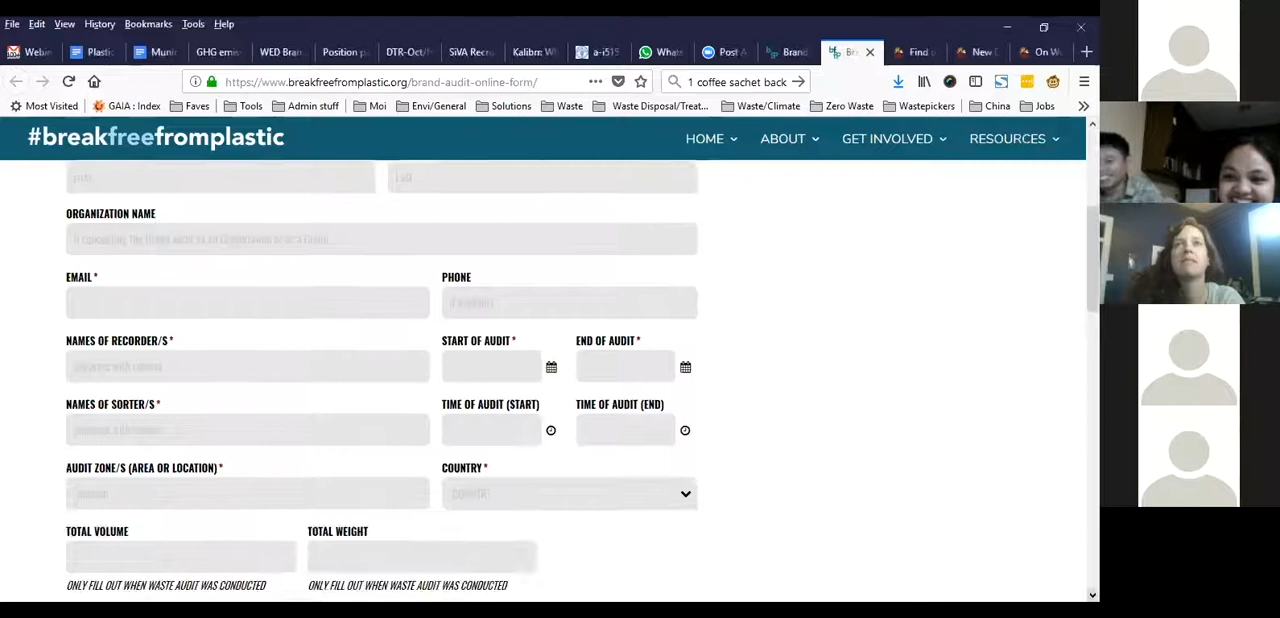 File Edit View History Bookmarks Tools Help
Webin Plastic Munic GHG emis WED Bran Position p DTR-Oct/ SiVA Recru Kalibrr: Wh a-i515 Whats Post-A Brand Br Find p New D On W
https://www.breakfreefromplastic.org/brand-audit-online-form/ 1 coffee sachet back
Most Visited GAIA : Index Faves Tools Admin stuff Moi Envi/General Solutions Waste Waste Disposal/Treat... Waste/Climate Zero Waste Wastepickers China Jobs
#breakfreefromplastic HOME ABOUT GET INVOLVED RESOURCES
ORGANIZATION NAME
EMAIL* PHONE
NAMES OF RECORDER/S* START OF AUDIT* END OF AUDIT*
NAMES OF SORTER/S* TIME OF AUDIT (START) TIME OF AUDIT (END)
AUDIT ZONE/S (AREA OR LOCATION)* COUNTRY*
COUNTRY
TOTAL VOLUME TOTAL WEIGHT
ONLY FILL OUT WHEN WASTE AUDIT WAS CONDUCTED ONLY FILL OUT WHEN WASTE AUDIT WAS CONDUCTED